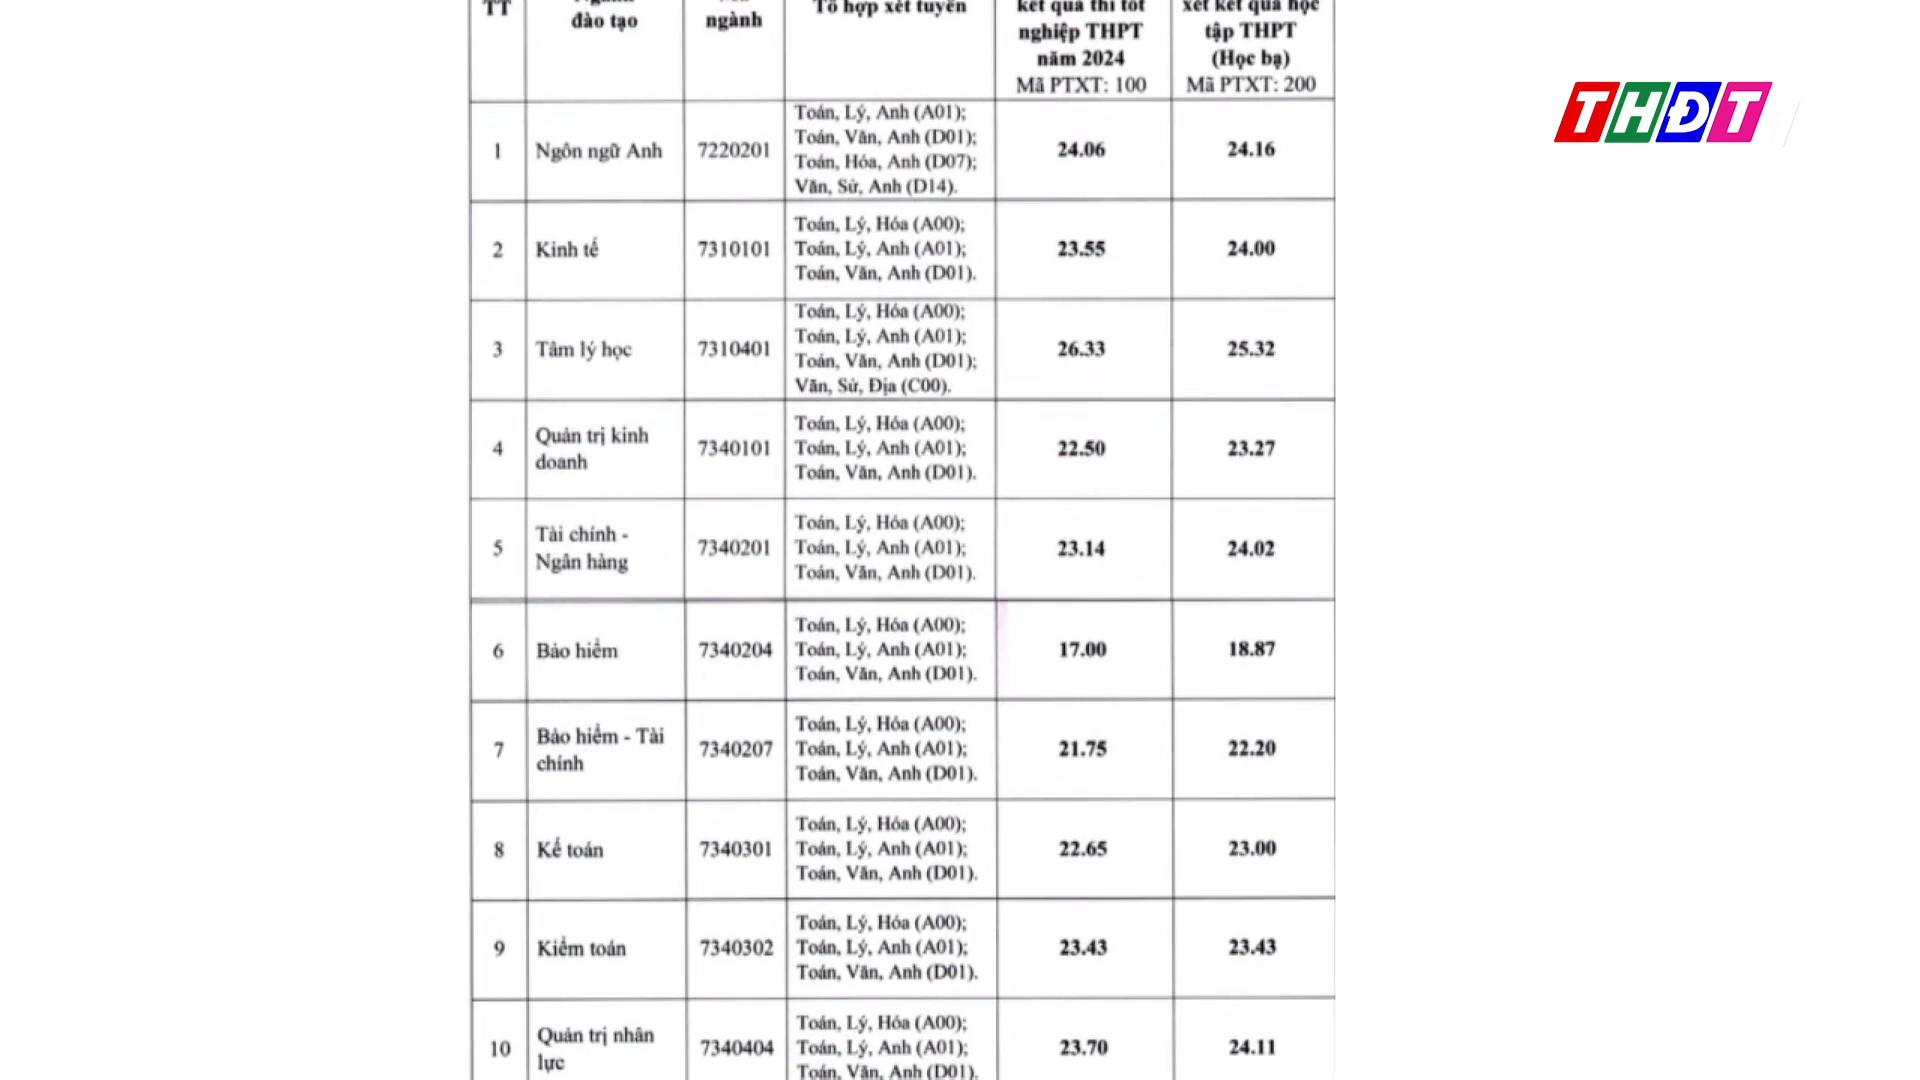 TT
Ngành
đào tạo
ngành
Tổ hợp xét tuyển
kết quả thi tốt
nghiệp THPT
năm 2024
Mã PTXT: 100
xét kết quả học
tập THPT
(Học bạ)
Mã PTXT: 200
1
Ngôn ngữ Anh
7220201
Toán, Lý, Anh (A01);
Toán, Văn, Anh (D01);
Toán, Hóa, Anh (D07);
Văn, Sử, Anh (D14).
24.06
24.16
2
Kinh tế
7310101
Toán, Lý, Hóa (A00);
Toán, Lý, Anh (A01);
Toán, Văn, Anh (D01).
23.55
24.00
3
Tâm lý học
7310401
Toán, Lý, Hóa (A00);
Toán, Lý, Anh (A01);
Toán, Văn, Anh (D01);
Văn, Sử, Địa (C00).
26.33
25.32
4
Quản trị kinh
doanh
7340101
Toán, Lý, Hóa (A00);
Toán, Lý, Anh (A01);
Toán, Văn, Anh (D01).
22.50
23.27
5
Tài chính -
Ngân hàng
7340201
Toán, Lý, Hóa (A00);
Toán, Lý, Anh (A01);
Toán, Văn, Anh (D01).
23.14
24.02
6
Bảo hiểm
7340204
Toán, Lý, Hóa (A00);
Toán, Lý, Anh (A01);
Toán, Văn, Anh (D01).
17.00
18.87
7
Bảo hiểm - Tài
chính
7340207
Toán, Lý, Hóa (A00);
Toán, Lý, Anh (A01);
Toán, Văn, Anh (D01).
21.75
22.20
8
Kế toán
7340301
Toán, Lý, Hóa (A00);
Toán, Lý, Anh (A01);
Toán, Văn, Anh (D01).
22.65
23.00
9
Kiểm toán
7340302
Toán, Lý, Hóa (A00);
Toán, Lý, Anh (A01);
Toán, Văn, Anh (D01).
23.43
23.43
10
Quản trị nhân
lực
7340404
Toán, Lý, Hóa (A00);
Toán, Lý, Anh (A01);
Toán, Văn, Anh (D01).
23.70
24.11
THĐT